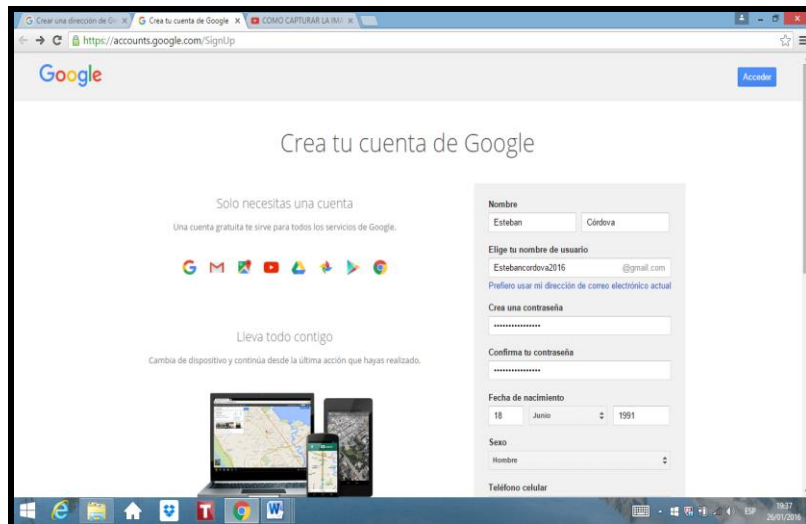 Crear una dirección de G
Crea tu cuenta de Google
COMO CAPTURAR LA IMA
https://accounts.google.com/SignUp
Google
Acceder
Crea tu cuenta de Google
Solo necesitas una cuenta
Una cuenta gratuita te sirve para todos los servicios de Google.
Lleva todo contigo
Cambia de dispositivo y continúa desde la última acción que hayas realizado.
Nombre
Esteban Córdova
Elige tu nombre de usuario
Estebancordova2016 @gmail.com
Prefiero usar mi dirección de correo electrónico actual
Crea una contraseña
••••••••••••••••
Confirma tu contraseña
••••••••••••••••
Fecha de nacimiento
18 Junio 1991
Sexo
Hombre
Teléfono celular
ESP
19:37
26/01/2016